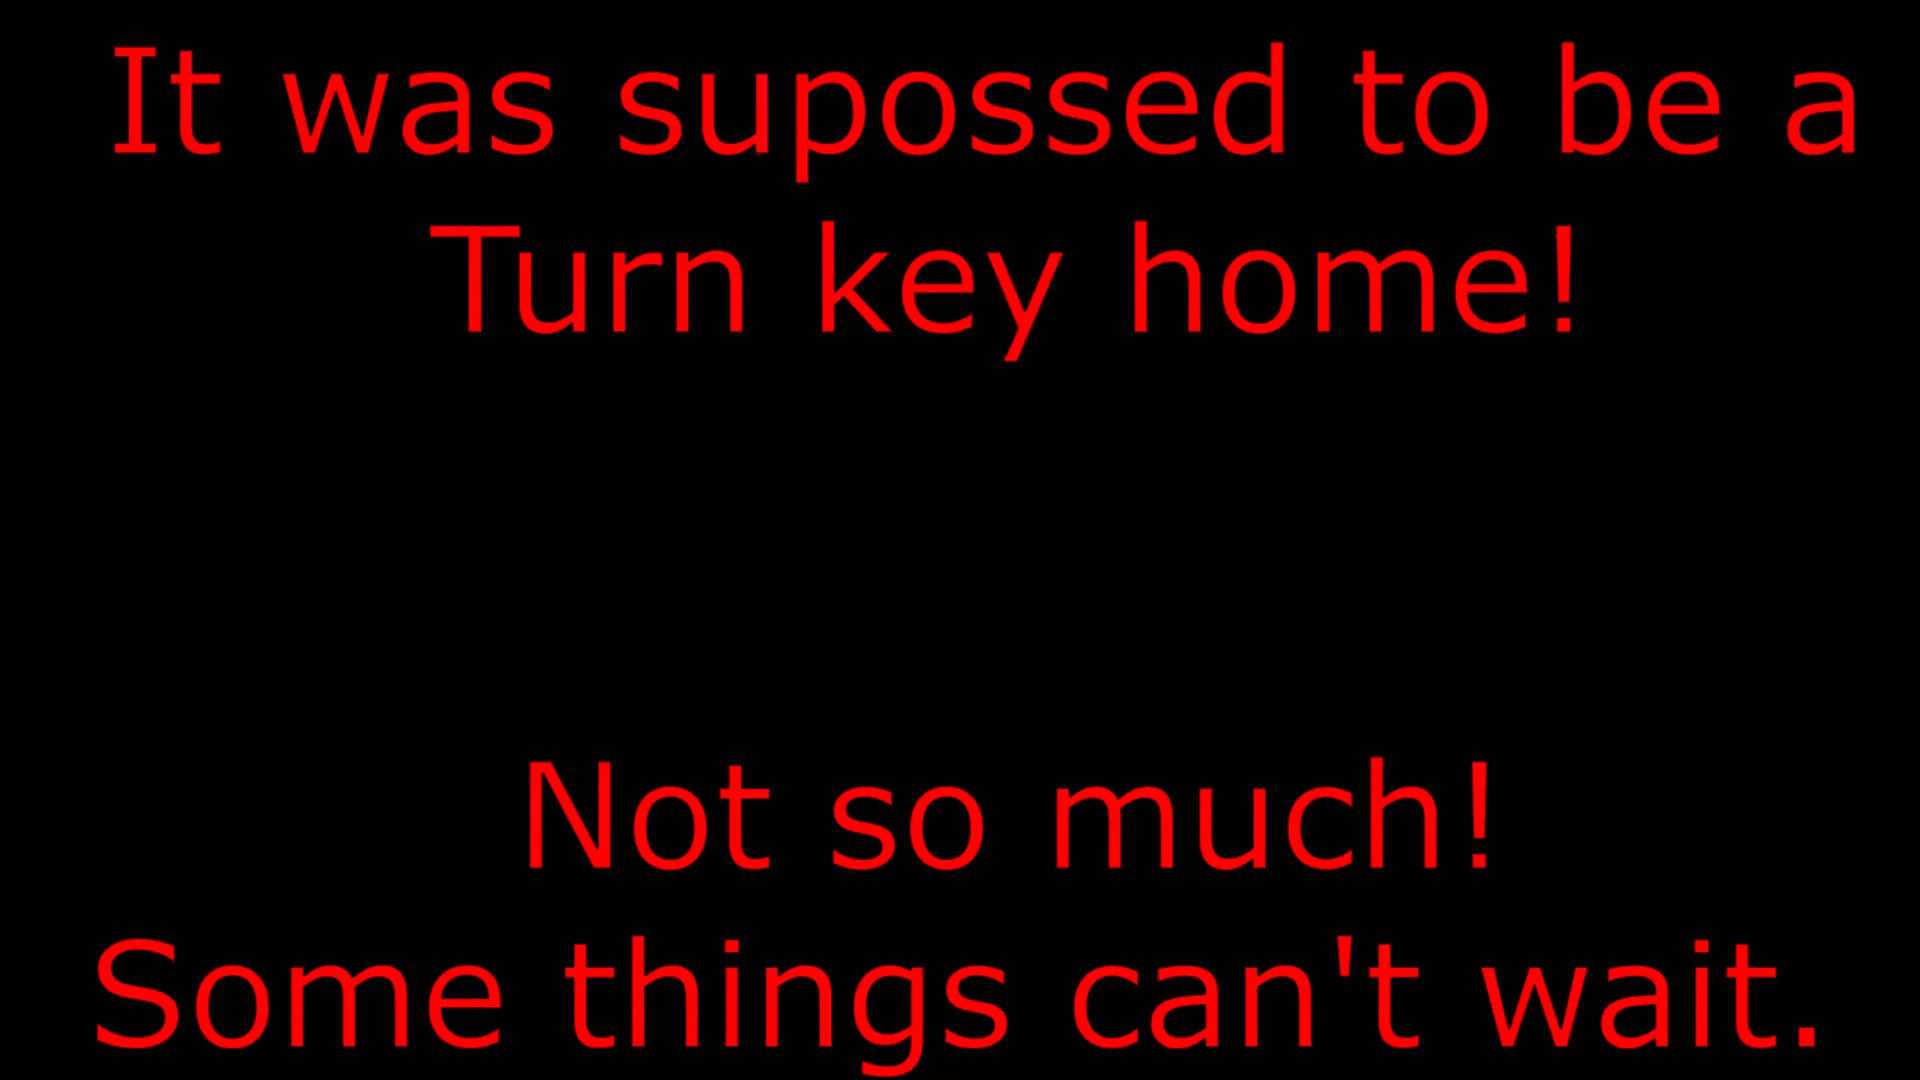 It was supossed to be a
Turn key home!
Not so much!
Some things can't wait.